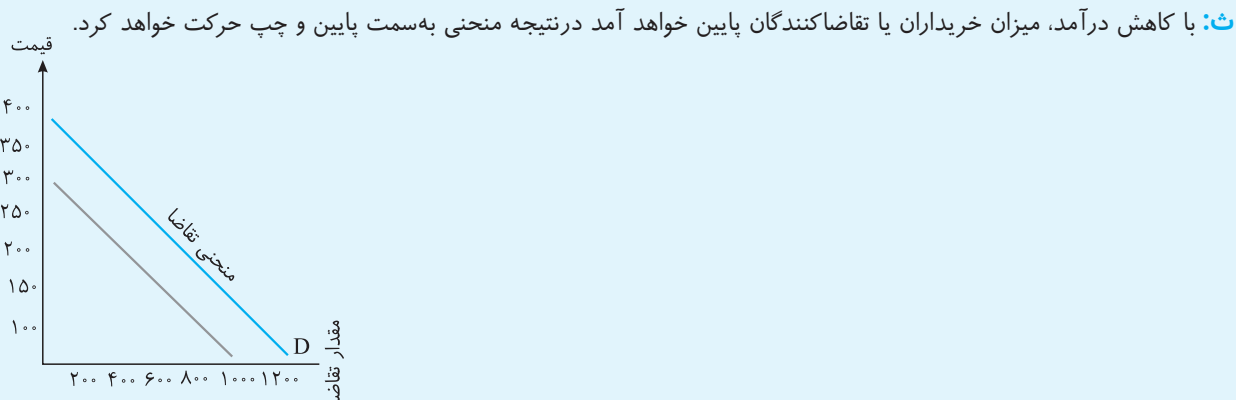 ث: با کاهش درآمد، میزان خریداران یا تقاضاکنندگان پایین خواهد آمد درنتیجه منحنی به‌سمت پایین و چپ حرکت خواهد کرد.
قیمت
۴۰۰
۳۵۰
۳۰۰
۲۵۰
۲۰۰
۱۵۰
۱۰۰
منحنی تقاضا
D
۲۰۰ ۴۰۰ ۶۰۰ ۸۰۰ ۱۰۰۰ ۱۲۰۰
مقدار تقاض